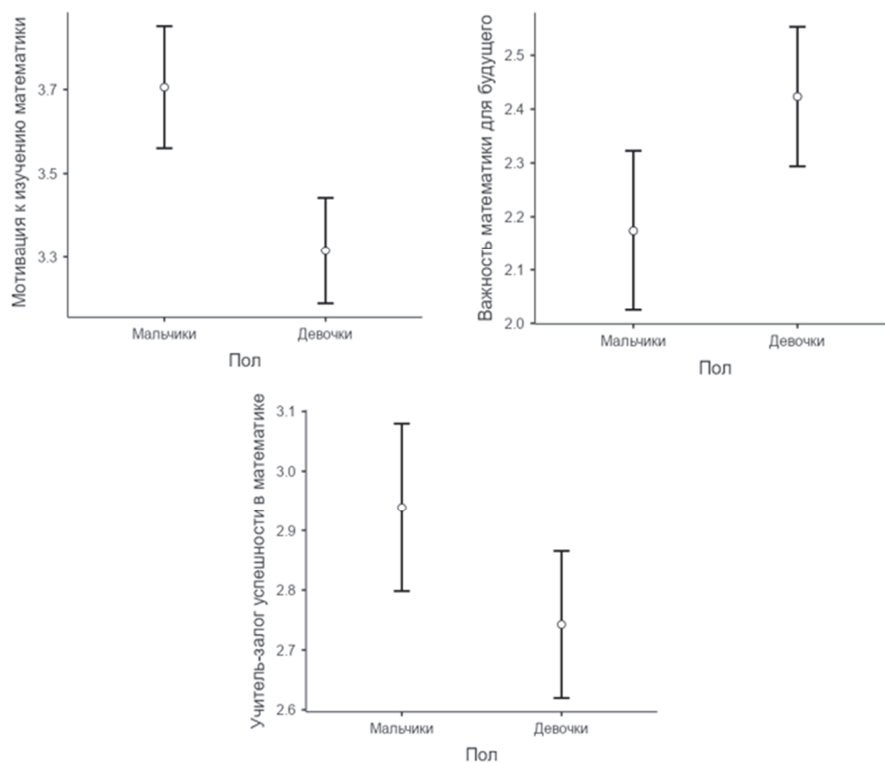 Мотивация к изучению математики
3.7
3.5
3.3
Мальчики Девочки
Пол
Важность математики для будущего
2.5
2.4
2.3
2.2
2.1
2.0
Мальчики Девочки
Пол
Учитель-залог успешности в математике
3.1
3.0
2.9
2.8
2.7
2.6
Мальчики Девочки
Пол